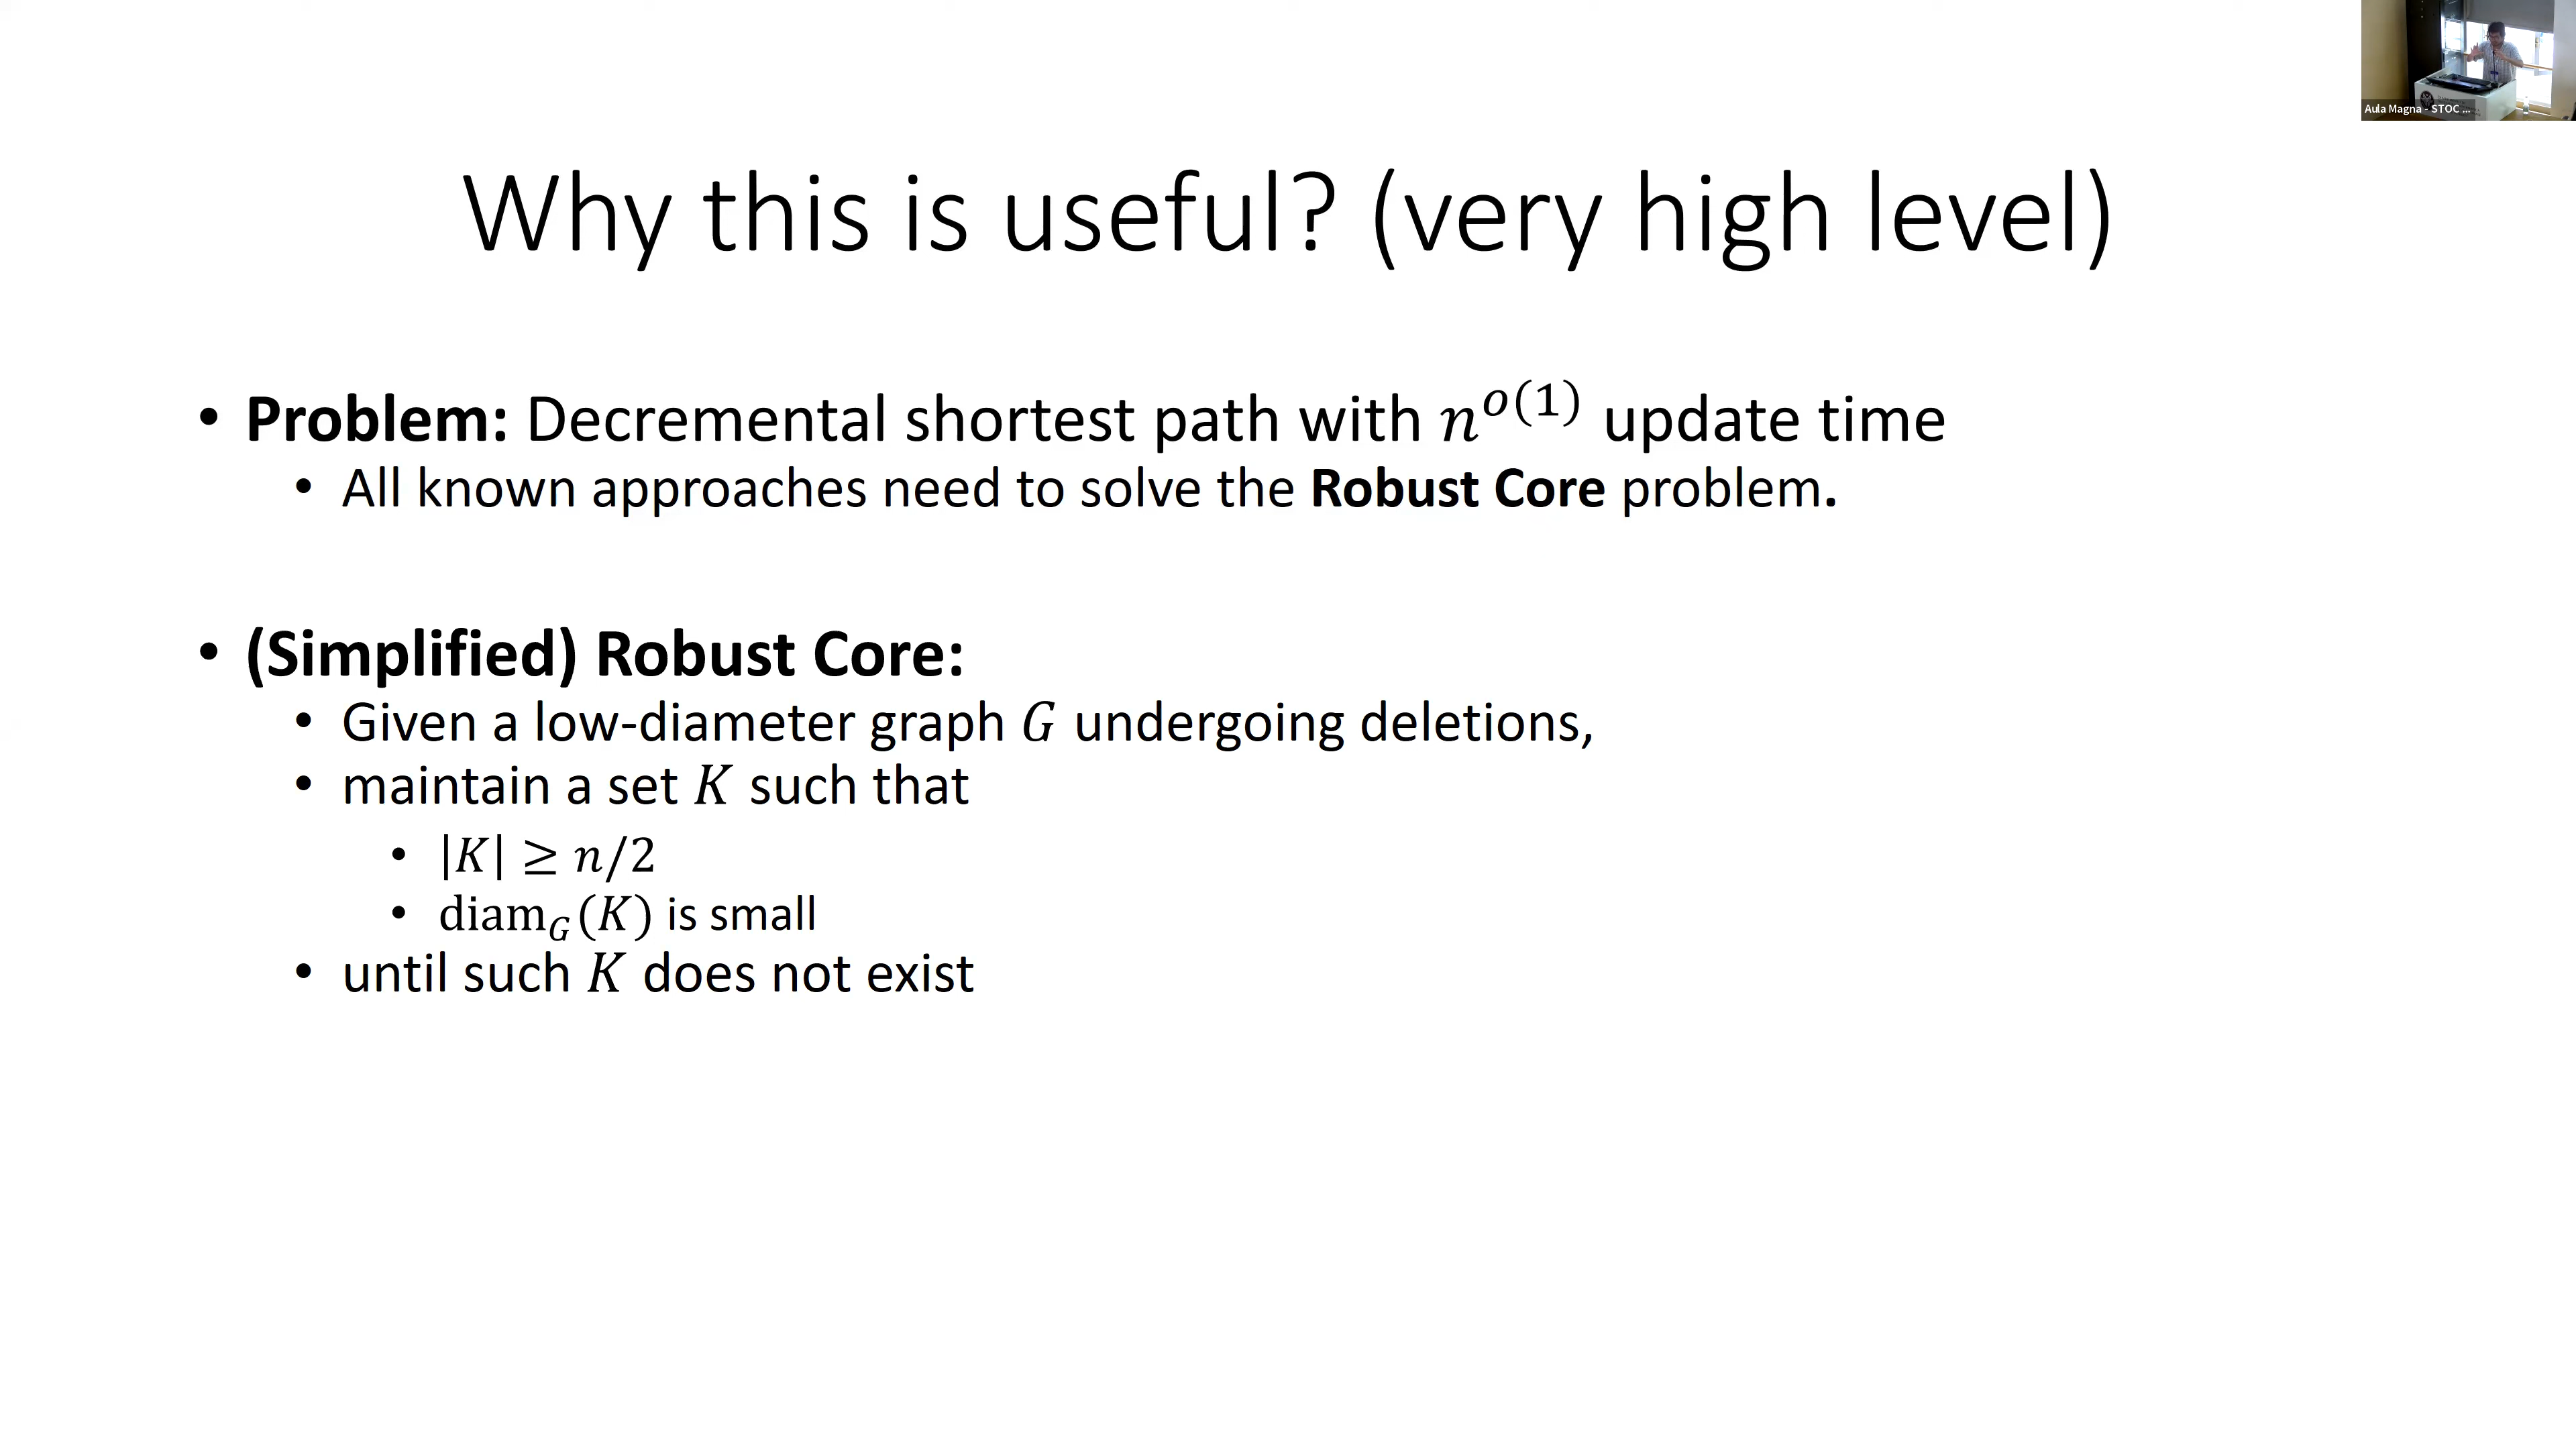 Aula Magna - STOC ...
Why this is useful? (very high level)
• Problem: Decremental shortest path with n^{o(1)} update time
• All known approaches need to solve the Robust Core problem.
• (Simplified) Robust Core:
• Given a low-diameter graph G undergoing deletions,
• maintain a set K such that
• |K| ≥ n/2
• diam_G(K) is small
• until such K does not exist